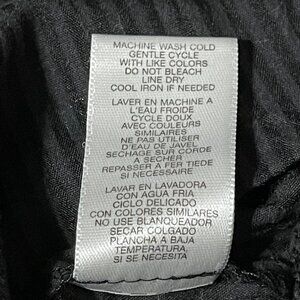 MACHINE WASH COLD
GENTLE CYCLE
WITH LIKE COLORS
DO NOT BLEACH
LINE DRY
COOL IRON IF NEEDED
LAVER EN MACHINE A
L'EAU FROIDE
CYCLE DOUX
AVEC COULEURS
SIMILAIRES
NE PAS UTILISER
D'EAU DE JAVEL
SECHAGE SUR CORDE
A SECHER
REPASSER A FER TIEDE
SI NECESSAIRE
LAVAR EN LAVADORA
CON AGUA FRIA
CICLO DELICADO
CON COLORES SIMILARES
NO USE BLANQUEADOR
SECAR COLGADO
PLANCHA A BAJA
TEMPERATURA,
SI SE NECESITA